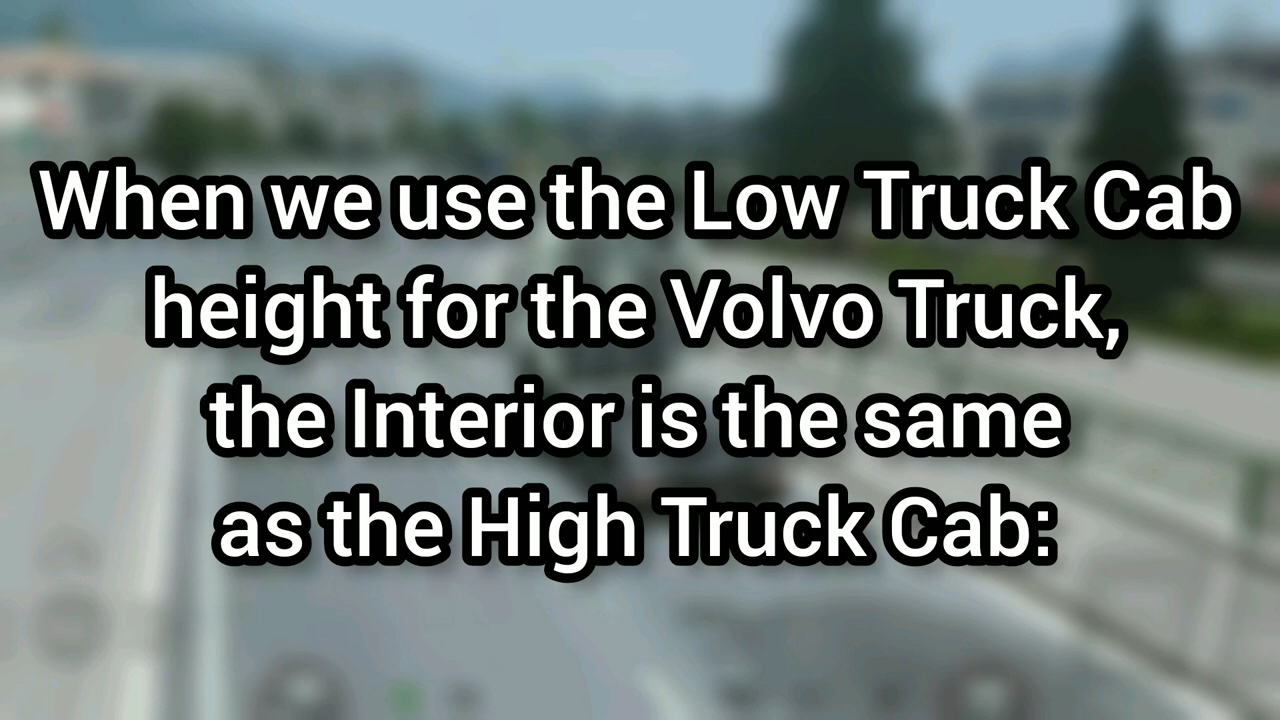 When we use the Low Truck Cab
height for the Volvo Truck,
the Interior is the same
as the High Truck Cab: